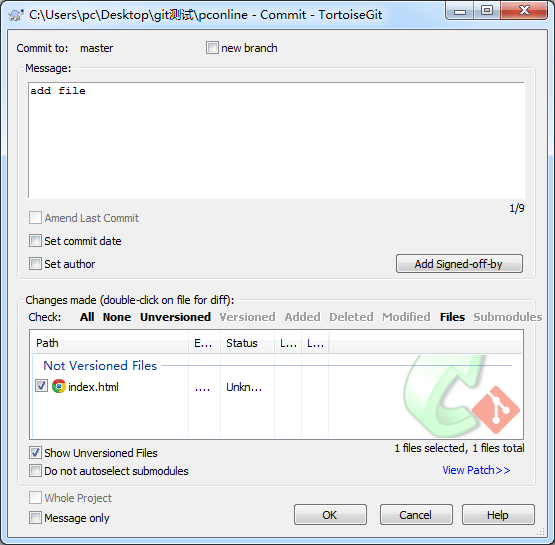 C:\Users\pc\Desktop\git测试\pconline - Commit - TortoiseGit
Commit to: master new branch
Message:
add file
1/9
Amend Last Commit
Set commit date
Set author
Add Signed-off-by
Changes made (double-click on file for diff):
Check: All None Unversioned Versioned Added Deleted Modified Files Submodules
Path E... Status L... L...
Not Versioned Files
index.html .... Unkn...
Show Unversioned Files
1 files selected, 1 files total
Do not autoselect submodules
View Patch>>
Whole Project
Message only
OK Cancel Help